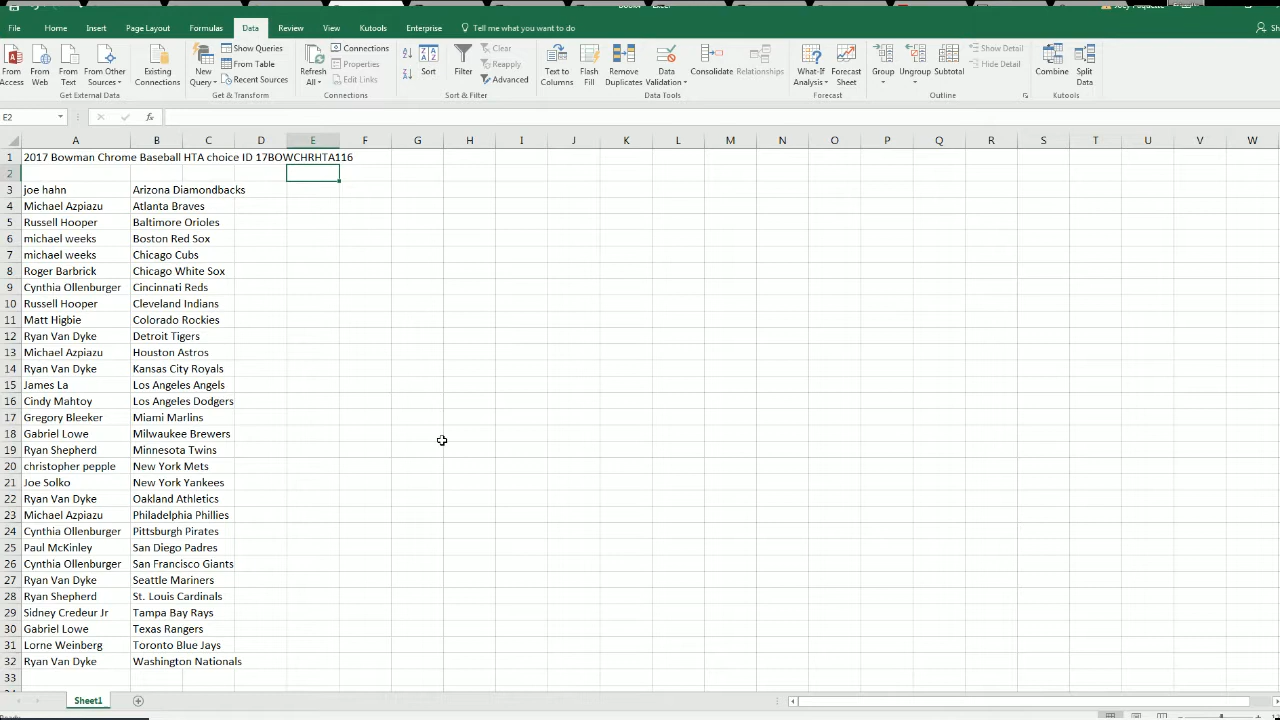 File Home Insert Page Layout Formulas Data Review View Kutools Enterprise Tell me what you want to do
From Access From Web From Text From Other Sources Existing Connections New Query Show Queries From Table Recent Sources Refresh All Connections Properties Edit Links Sort Filter Clear Reapply Advanced Text to Columns Flash Fill Remove Duplicates Data Validation Consolidate Relationships What-If Analysis Forecast Sheet Group Ungroup Subtotal Show Detail Hide Detail Combine Split Data
Get External Data Get & Transform Connections Sort & Filter Data Tools Forecast Outline Kutools
E2 fx
A B C D E F G H I J K L M N O P Q R S T U V W
1 2017 Bowman Chrome Baseball HTA choice ID 17BOWCHRHTA116
2
3 joe hahn Arizona Diamondbacks
4 Michael Azpiazu Atlanta Braves
5 Russell Hooper Baltimore Orioles
6 michael weeks Boston Red Sox
7 michael weeks Chicago Cubs
8 Roger Barbrick Chicago White Sox
9 Cynthia Ollenburger Cincinnati Reds
10 Russell Hooper Cleveland Indians
11 Matt Higbie Colorado Rockies
12 Ryan Van Dyke Detroit Tigers
13 Michael Azpiazu Houston Astros
14 Ryan Van Dyke Kansas City Royals
15 James La Los Angeles Angels
16 Cindy Mahtoy Los Angeles Dodgers
17 Gregory Bleeker Miami Marlins
18 Gabriel Lowe Milwaukee Brewers
19 Ryan Shepherd Minnesota Twins
20 christopher pepple New York Mets
21 Joe Solko New York Yankees
22 Ryan Van Dyke Oakland Athletics
23 Michael Azpiazu Philadelphia Phillies
24 Cynthia Ollenburger Pittsburgh Pirates
25 Paul McKinley San Diego Padres
26 Cynthia Ollenburger San Francisco Giants
27 Ryan Van Dyke Seattle Mariners
28 Ryan Shepherd St. Louis Cardinals
29 Sidney Credeur Jr Tampa Bay Rays
30 Gabriel Lowe Texas Rangers
31 Lorne Weinberg Toronto Blue Jays
32 Ryan Van Dyke Washington Nationals
33
Sheet1